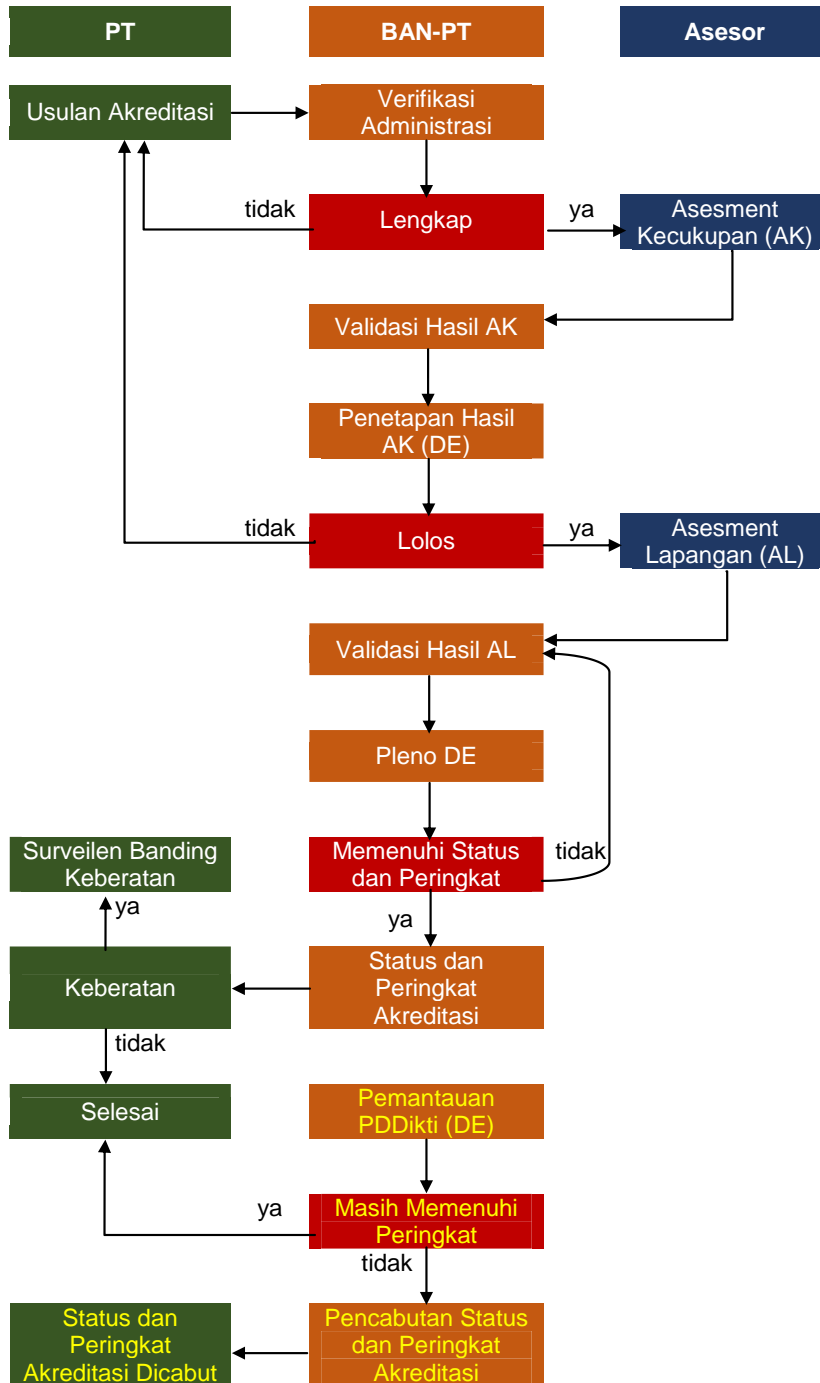 PT
BAN-PT
Asesor
Usulan Akreditasi
Verifikasi
Administrasi
tidak
Lengkap
ya
Asesment
Kecukupan (AK)
Validasi Hasil AK
Penetapan Hasil
AK (DE)
tidak
Lolos
ya
Asesment
Lapangan (AL)
Validasi Hasil AL
Pleno DE
Surveilen Banding
Keberatan
Memenuhi Status
dan Peringkat
tidak
ya
ya
Keberatan
Status dan
Peringkat
Akreditasi
tidak
Selesai
Pemantauan
PDDikti (DE)
ya
Masih Memenuhi
Peringkat
tidak
Status dan
Peringkat
Akreditasi Dicabut
Pencabutan Status
dan Peringkat
Akreditasi